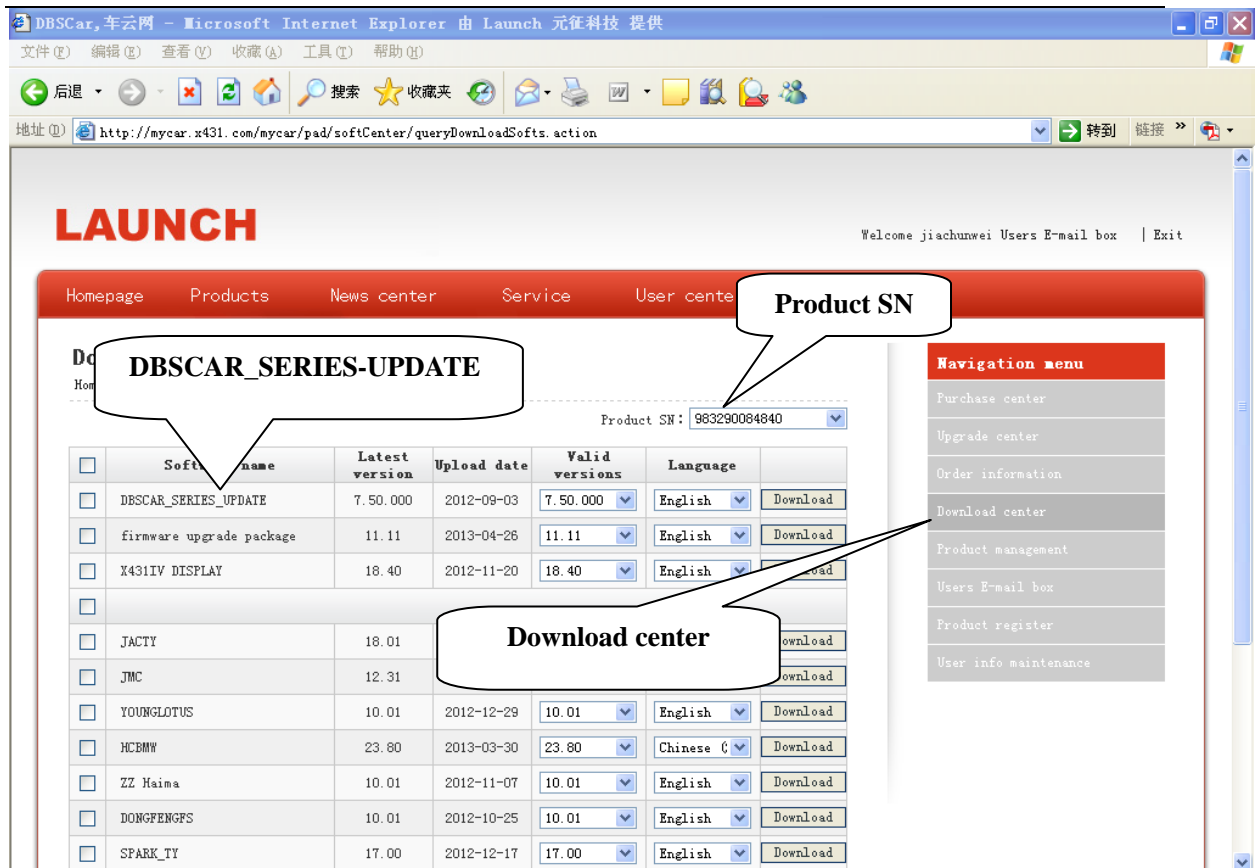 DBSCar,车云网 - Microsoft Internet Explorer 由 Launch 元征科技 提供
文件(F) 编辑(E) 查看(V) 收藏(A) 工具(T) 帮助(H)
后退 搜索 收藏夹
地址(D) http://mycar.x431.com/mycar/pad/softCenter/queryDownloadSofts.action 转到 链接 »
LAUNCH
Welcome jiachunwei Users E-mail box | Exit
Homepage Products News center Service User cente
Product SN
DBSCAR_SERIES-UPDATE
Do
Hom
Product SN: 983290084840
Navigation menu
Purchase center
Upgrade center
Order information
Download center
Product management
Users E-mail box
Product register
User info maintenance
Soft name Latest version Upload date Valid versions Language
DBSCAR_SERIES_UPDATE 7.50.000 2012-09-03 7.50.000 English Download
firmware upgrade package 11.11 2013-04-26 11.11 English Download
X431IV DISPLAY 18.40 2012-11-20 18.40 English oad
Download center
JACTY 18.01 ownload
JMC 12.31 ownload
YOUNGLOTUS 10.01 2012-12-29 10.01 English Download
HCBMW 23.80 2013-03-30 23.80 Chinese Download
ZZ Haima 10.01 2012-11-07 10.01 English Download
DONGFENGFS 10.01 2012-10-25 10.01 English Download
SPARK_TY 17.00 2012-12-17 17.00 English Download